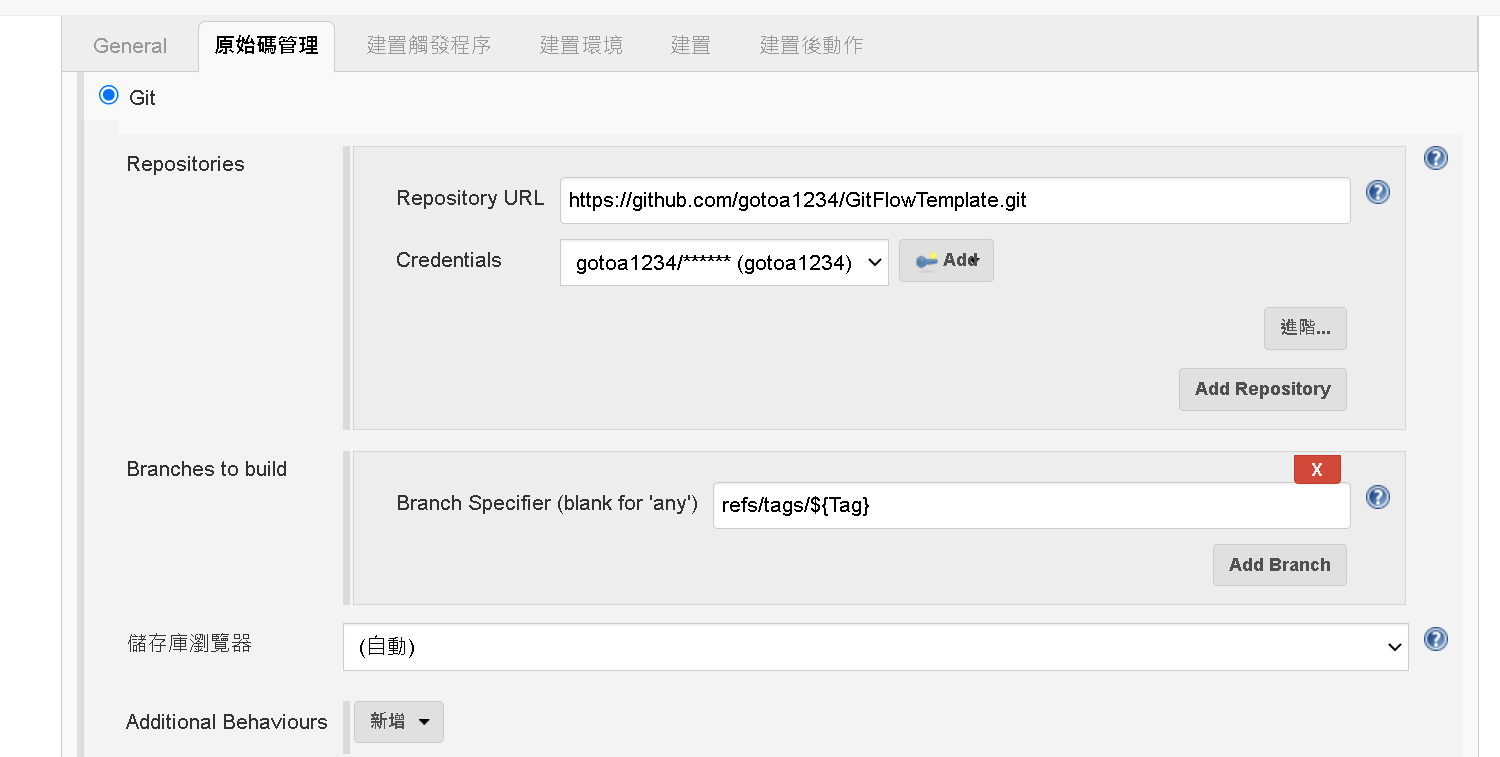 General 原始碼管理 建置觸發程序 建置環境 建置 建置後動作
Git
Repositories
Repository URL https://github.com/gotoa1234/GitFlowTemplate.git
Credentials gotoa1234/****** (gotoa1234) Add
進階...
Add Repository
Branches to build
X
Branch Specifier (blank for 'any') refs/tags/${Tag}
Add Branch
儲存庫瀏覽器 (自動)
Additional Behaviours 新增